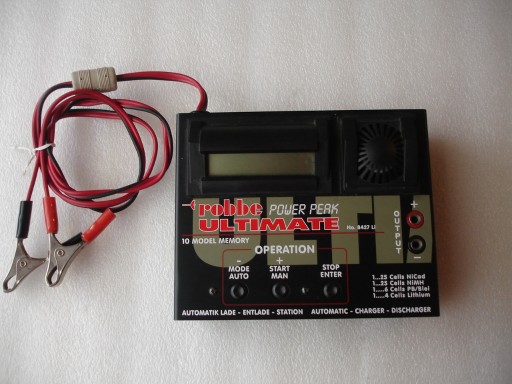 robbe POWER PEAK
ULTIMATE
No. 8427
10 MODEL MEMORY
OPERATION
- +
MODE AUTO
START MAN
STOP ENTER
+
OUTPUT
-
1...25 Cells NiCad
1...25 Cells NiMH
1....6 Cells PB/Blei
1....4 Cells Lithium
AUTOMATIK LADE - ENTLADE - STATION AUTOMATIC - CHARGER - DISCHARGER